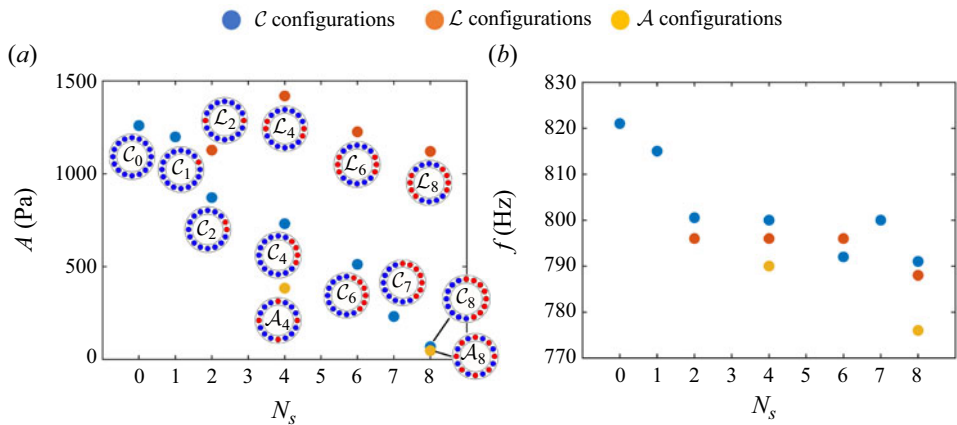 𝒞 configurations ℒ configurations 𝒜 configurations
(a) (b)
1500
1000
500
0
A (Pa)
𝒞0
𝒞1
ℒ2
ℒ4
ℒ6
ℒ8
𝒞2
𝒞4
𝒞6
𝒞7
𝒞8
𝒜4
𝒜8
0 1 2 3 4 5 6 7 8
Ns
830
820
810
800
790
780
770
f (Hz)
0 1 2 3 4 5 6 7 8
Ns